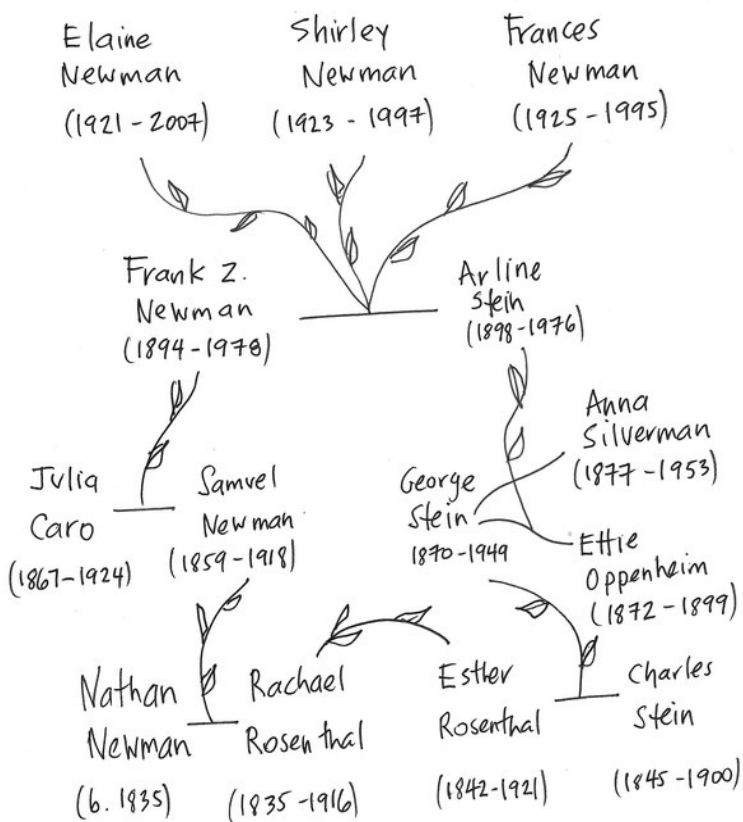 Elaine
Newman
(1921 - 2007)
Shirley
Newman
(1923 - 1997)
Frances
Newman
(1925 - 1995)
Frank Z.
Newman
(1894 - 1978)
Arline
Stein
(1898 - 1976)
Anna
Silverman
(1877 - 1953)
Julia
Caro
(1867 - 1924)
Samuel
Newman
(1859 - 1918)
George
Stein
1870 - 1949
Effie
Oppenheim
(1872 - 1899)
Nathan
Newman
(b. 1835)
Rachael
Rosenthal
(1835 - 1916)
Esther
Rosenthal
(1842 - 1921)
Charles
Stein
(1845 - 1900)